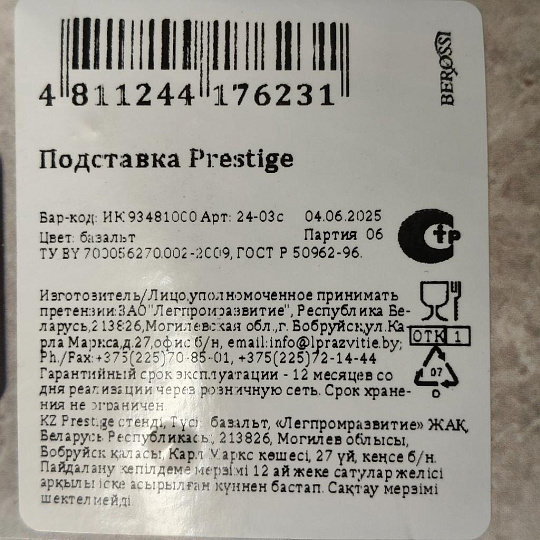 4 811244 176231
BEROSSI
Подставка Prestige
Вар-код: ИК 93481000 Арт: 24-03с 04.06.2025
Цвет: базальт Партия 06
ТУ BY 700056270.002-2009, ГОСТ Р 50962-96.
Изготовитель/Лицо,уполномоченное принимать
претензии:ЗАО"Легпромразвитие", Республика Бе-
ларусь,213826,Могилевская обл.,г. Бобруйск,ул.Ка
рла Маркса,д.27,офис б/н, email:info@lprazvitie.by;
Ph./Fax:+375(225)70-85-01, +375(225)72-14-44
ОТК 1
07
Гарантийный срок эксплуатации - 12 месяцев со
дня реализации через розничную сеть. Срок хране-
ния не ограничен
KZ Prestige стенді, Түсі: базальт, «Легпромразвитие» ЖАҚ,
Беларусь Республикасы, 213826, Могилев облысы,
Бобруйск қаласы, Карл Маркс көшесі, 27 үй, кеңсе б/н.
Пайдалану кепілдеме мерзімі 12 ай жеке сатулар желісі
арқылы іске асырылған күннен бастап. Сақтау мерзімі
шектелмейді